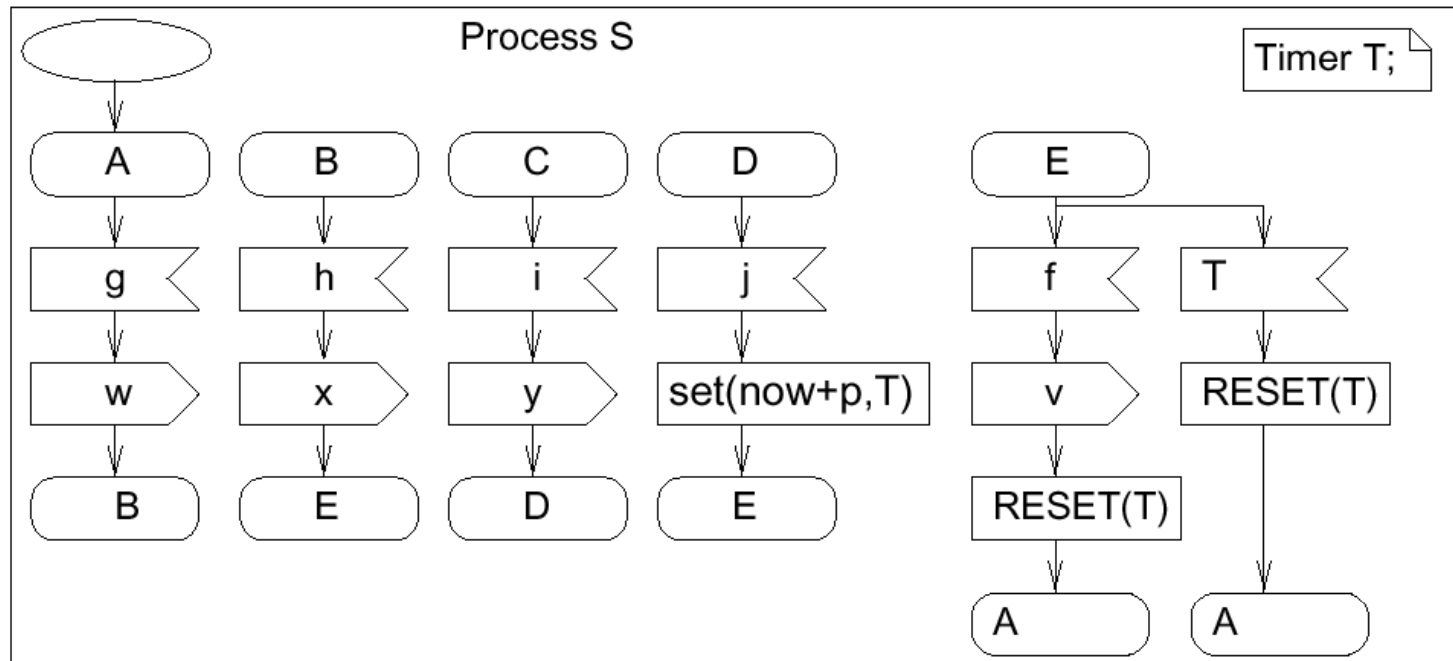 Process S
Timer T;
A
B
C
D
E
g
h
i
j
f
T
w
x
y
set(now+p,T)
v
RESET(T)
B
E
D
E
RESET(T)
A
A